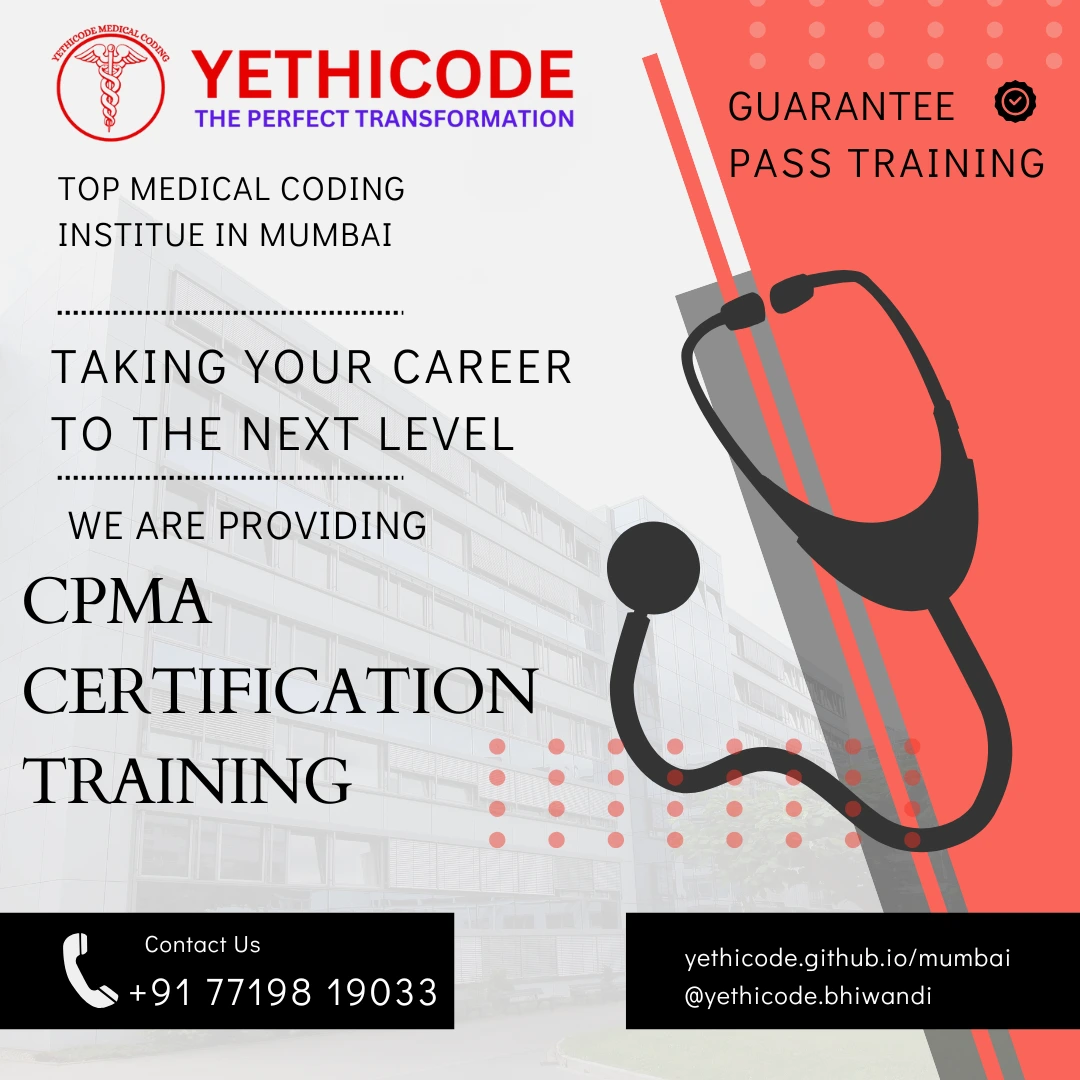 YETHICODE MEDICAL CODING
YETHICODE
THE PERFECT TRANSFORMATION
GUARANTEE
PASS TRAINING
TOP MEDICAL CODING
INSTITUE IN MUMBAI
TAKING YOUR CAREER
TO THE NEXT LEVEL
WE ARE PROVIDING
CPMA
CERTIFICATION
TRAINING
Contact Us
+91 77198 19033
yethicode.github.io/mumbai
@yethicode.bhiwandi